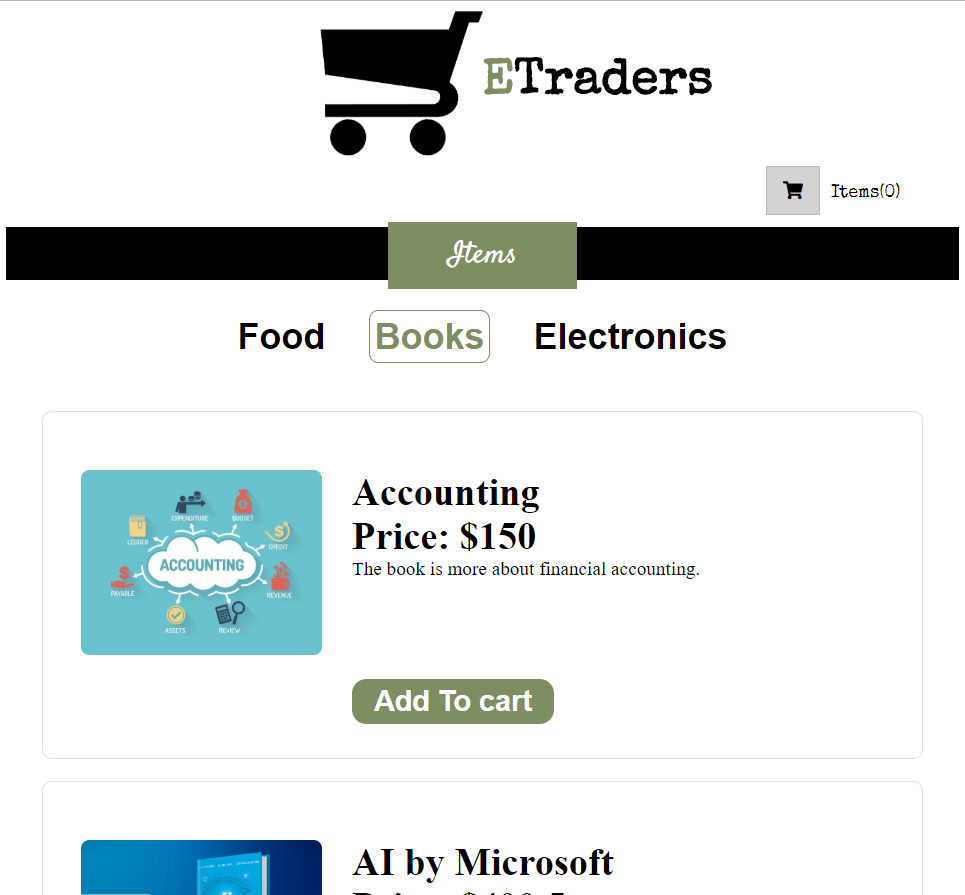 ETraders
Items(0)
Items
Food Books Electronics
Accounting
Price: $150
The book is more about financial accounting.
EXPENDITURE
BUDGET
LEDGER
CREDIT
ACCOUNTING
PAYABLE
REVENUE
ASSETS
REVIEW
Add To cart
AI by Microsoft